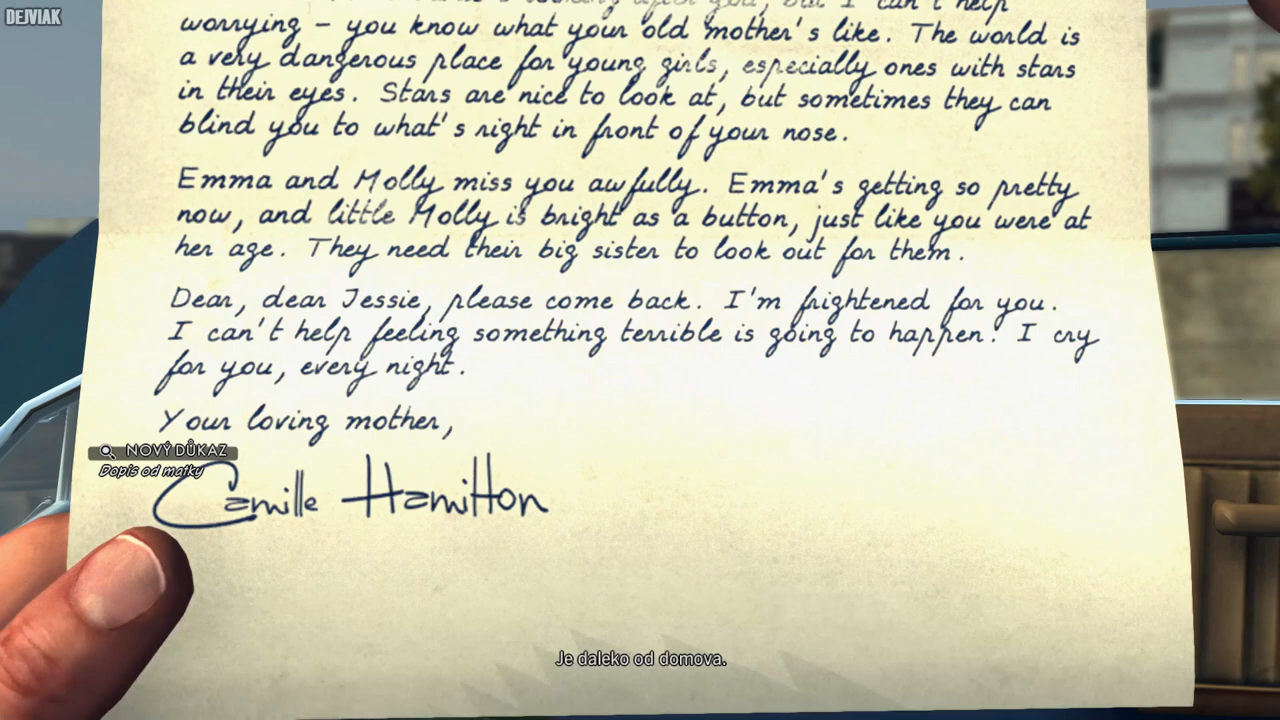 DEJVIAK
after you, but I can't help
worrying – you know what your old mother's like. The world is
a very dangerous place for young girls, especially ones with stars
in their eyes. Stars are nice to look at, but sometimes they can
blind you to what's right in front of your nose.
Emma and Molly miss you awfully. Emma's getting so pretty
now, and little Molly is bright as a button, just like you were at
her age. They need their big sister to look out for them.
Dear, dear Jessie, please come back. I'm frightened for you.
I can't help feeling something terrible is going to happen. I cry
for you, every night.
Your loving mother,
NOVÝ DŮKAZ
Dopis od matky
Camille Hamilton
Je daleko od domova.